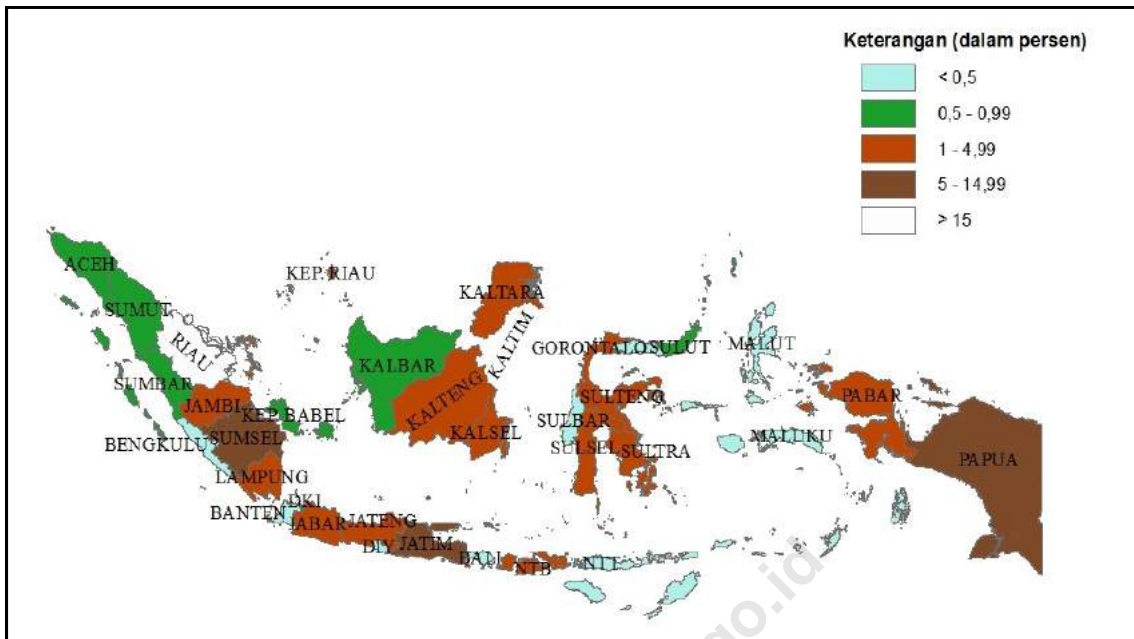 Keterangan (dalam persen)
< 0,5
0,5 - 0,99
1 - 4,99
5 - 14,99
> 15
ACEH
KEP. RIAU
SUMUT
KALTARA
RIAU
KALTIM
GORONTALO
SULUT
MALUT
KALBAR
SUMBAR
JAMBI
KEP. BABEL
KALTENG
SULTENG
PABAR
BENGKULU
SUMSEL
KALSEL
SULBAR
MALUKU
SULSEL
SULTRA
PAPUA
LAMPUNG
DKI
BANTEN
JABAR
JATENG
DIY
JATIM
BALI
NTB
NTT
go.id